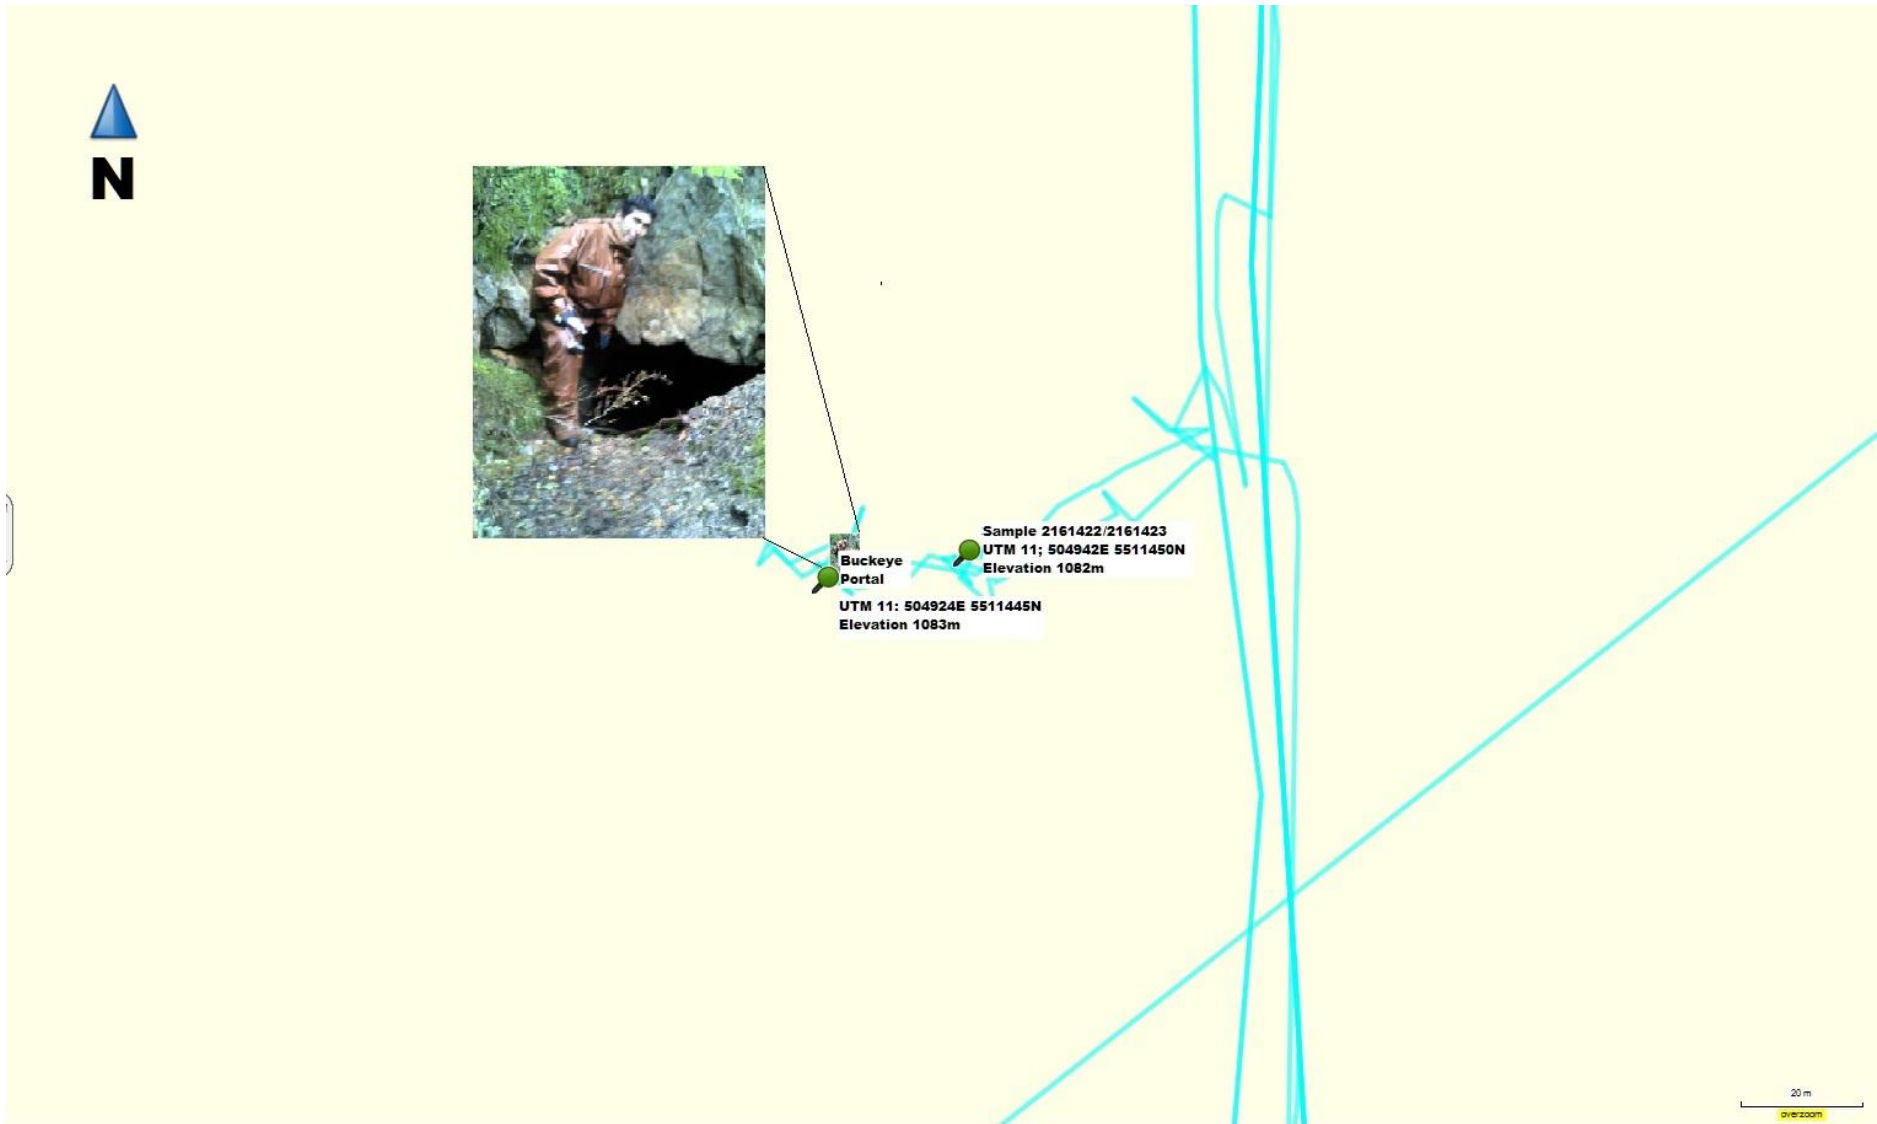 N
Sample 2161422/2161423
UTM 11; 504942E 5511450N
Elevation 1082m
Buckeye
Portal
UTM 11: 504924E 5511445N
Elevation 1083m
20 m
overzoom